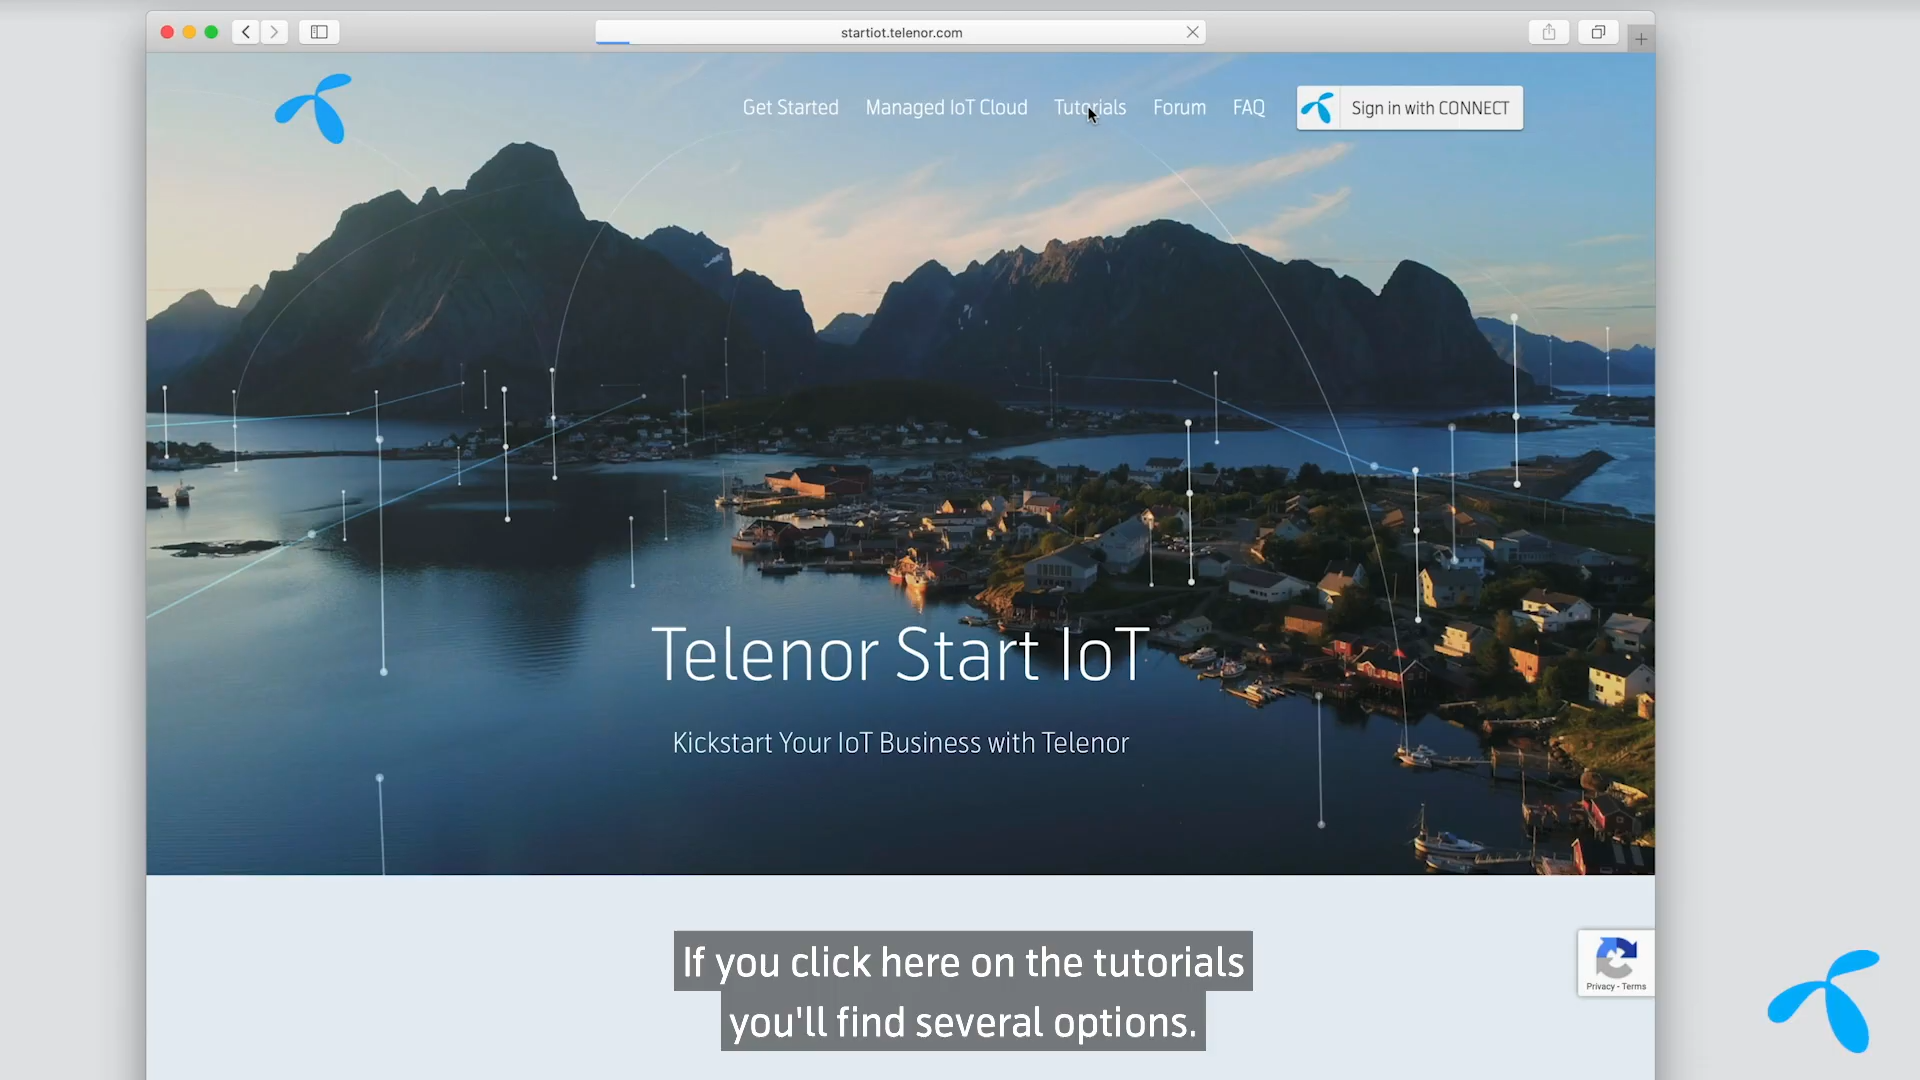 startiot.telenor.com
Get Started Managed IoT Cloud Tutorials Forum FAQ Sign in with CONNECT
Telenor Start IoT
Kickstart Your IoT Business with Telenor
If you click here on the tutorials
you'll find several options.
Privacy - Terms